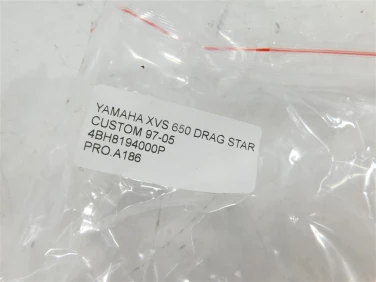 YAMAHA XVS 650 DRAG STAR
CUSTOM 97-05
4BH8194000P
PRO.A186